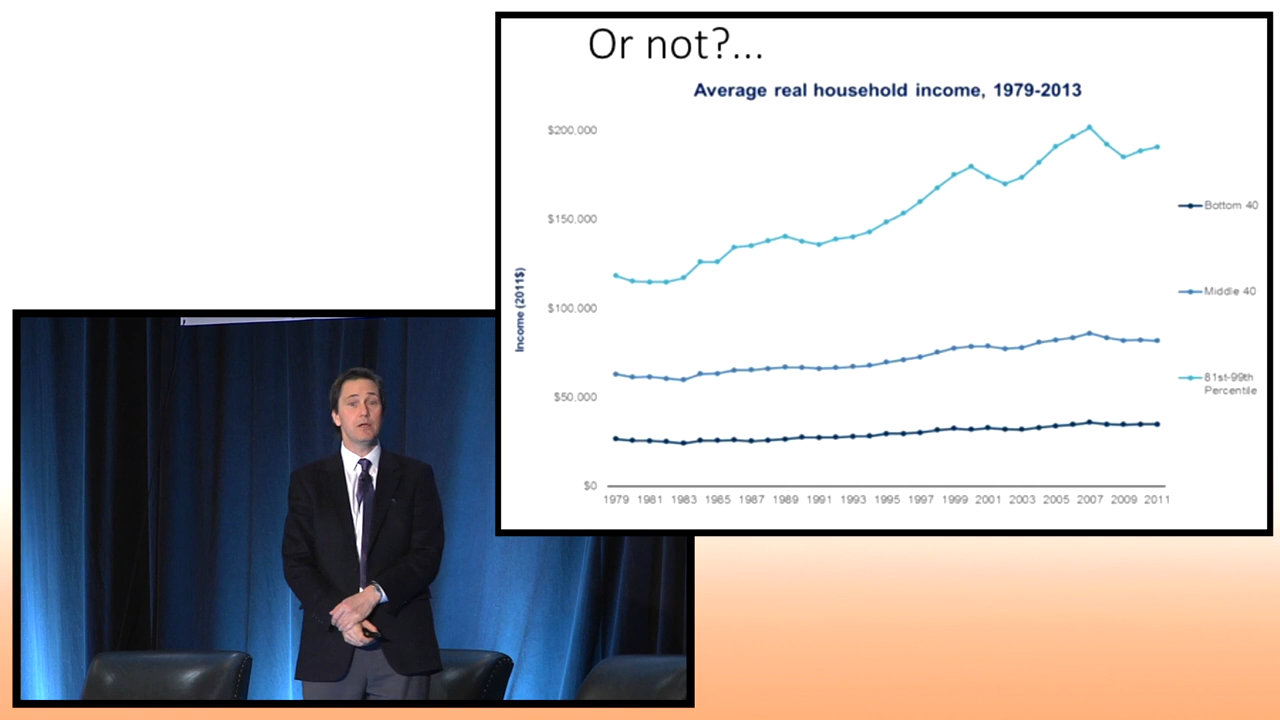 Or not?...
Average real household income, 1979-2013
$200,000
$150,000
$100,000
$50,000
$0
Income (2011$)
1979 1981 1983 1985 1987 1989 1991 1993 1995 1997 1999 2001 2003 2005 2007 2009 2011
Bottom 40
Middle 40
81st-99th
Percentile